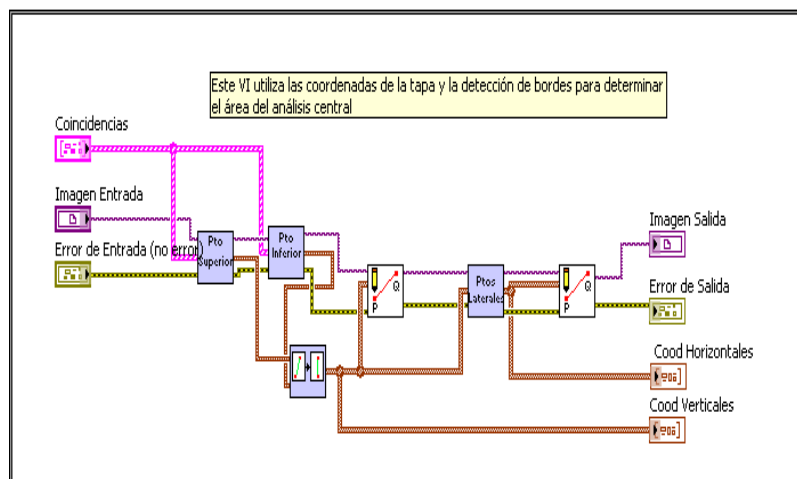 Este VI utiliza las coordenadas de la tapa y la detección de bordes para determinar
el área del análisis central
Coincidencias
Imagen Entrada
Error de Entrada (no error)
Pto
Superior
Pto
Inferior
P
Q
Ptos
Laterales
P
Q
Imagen Salida
Error de Salida
Cood Horizontales
Cood Verticales